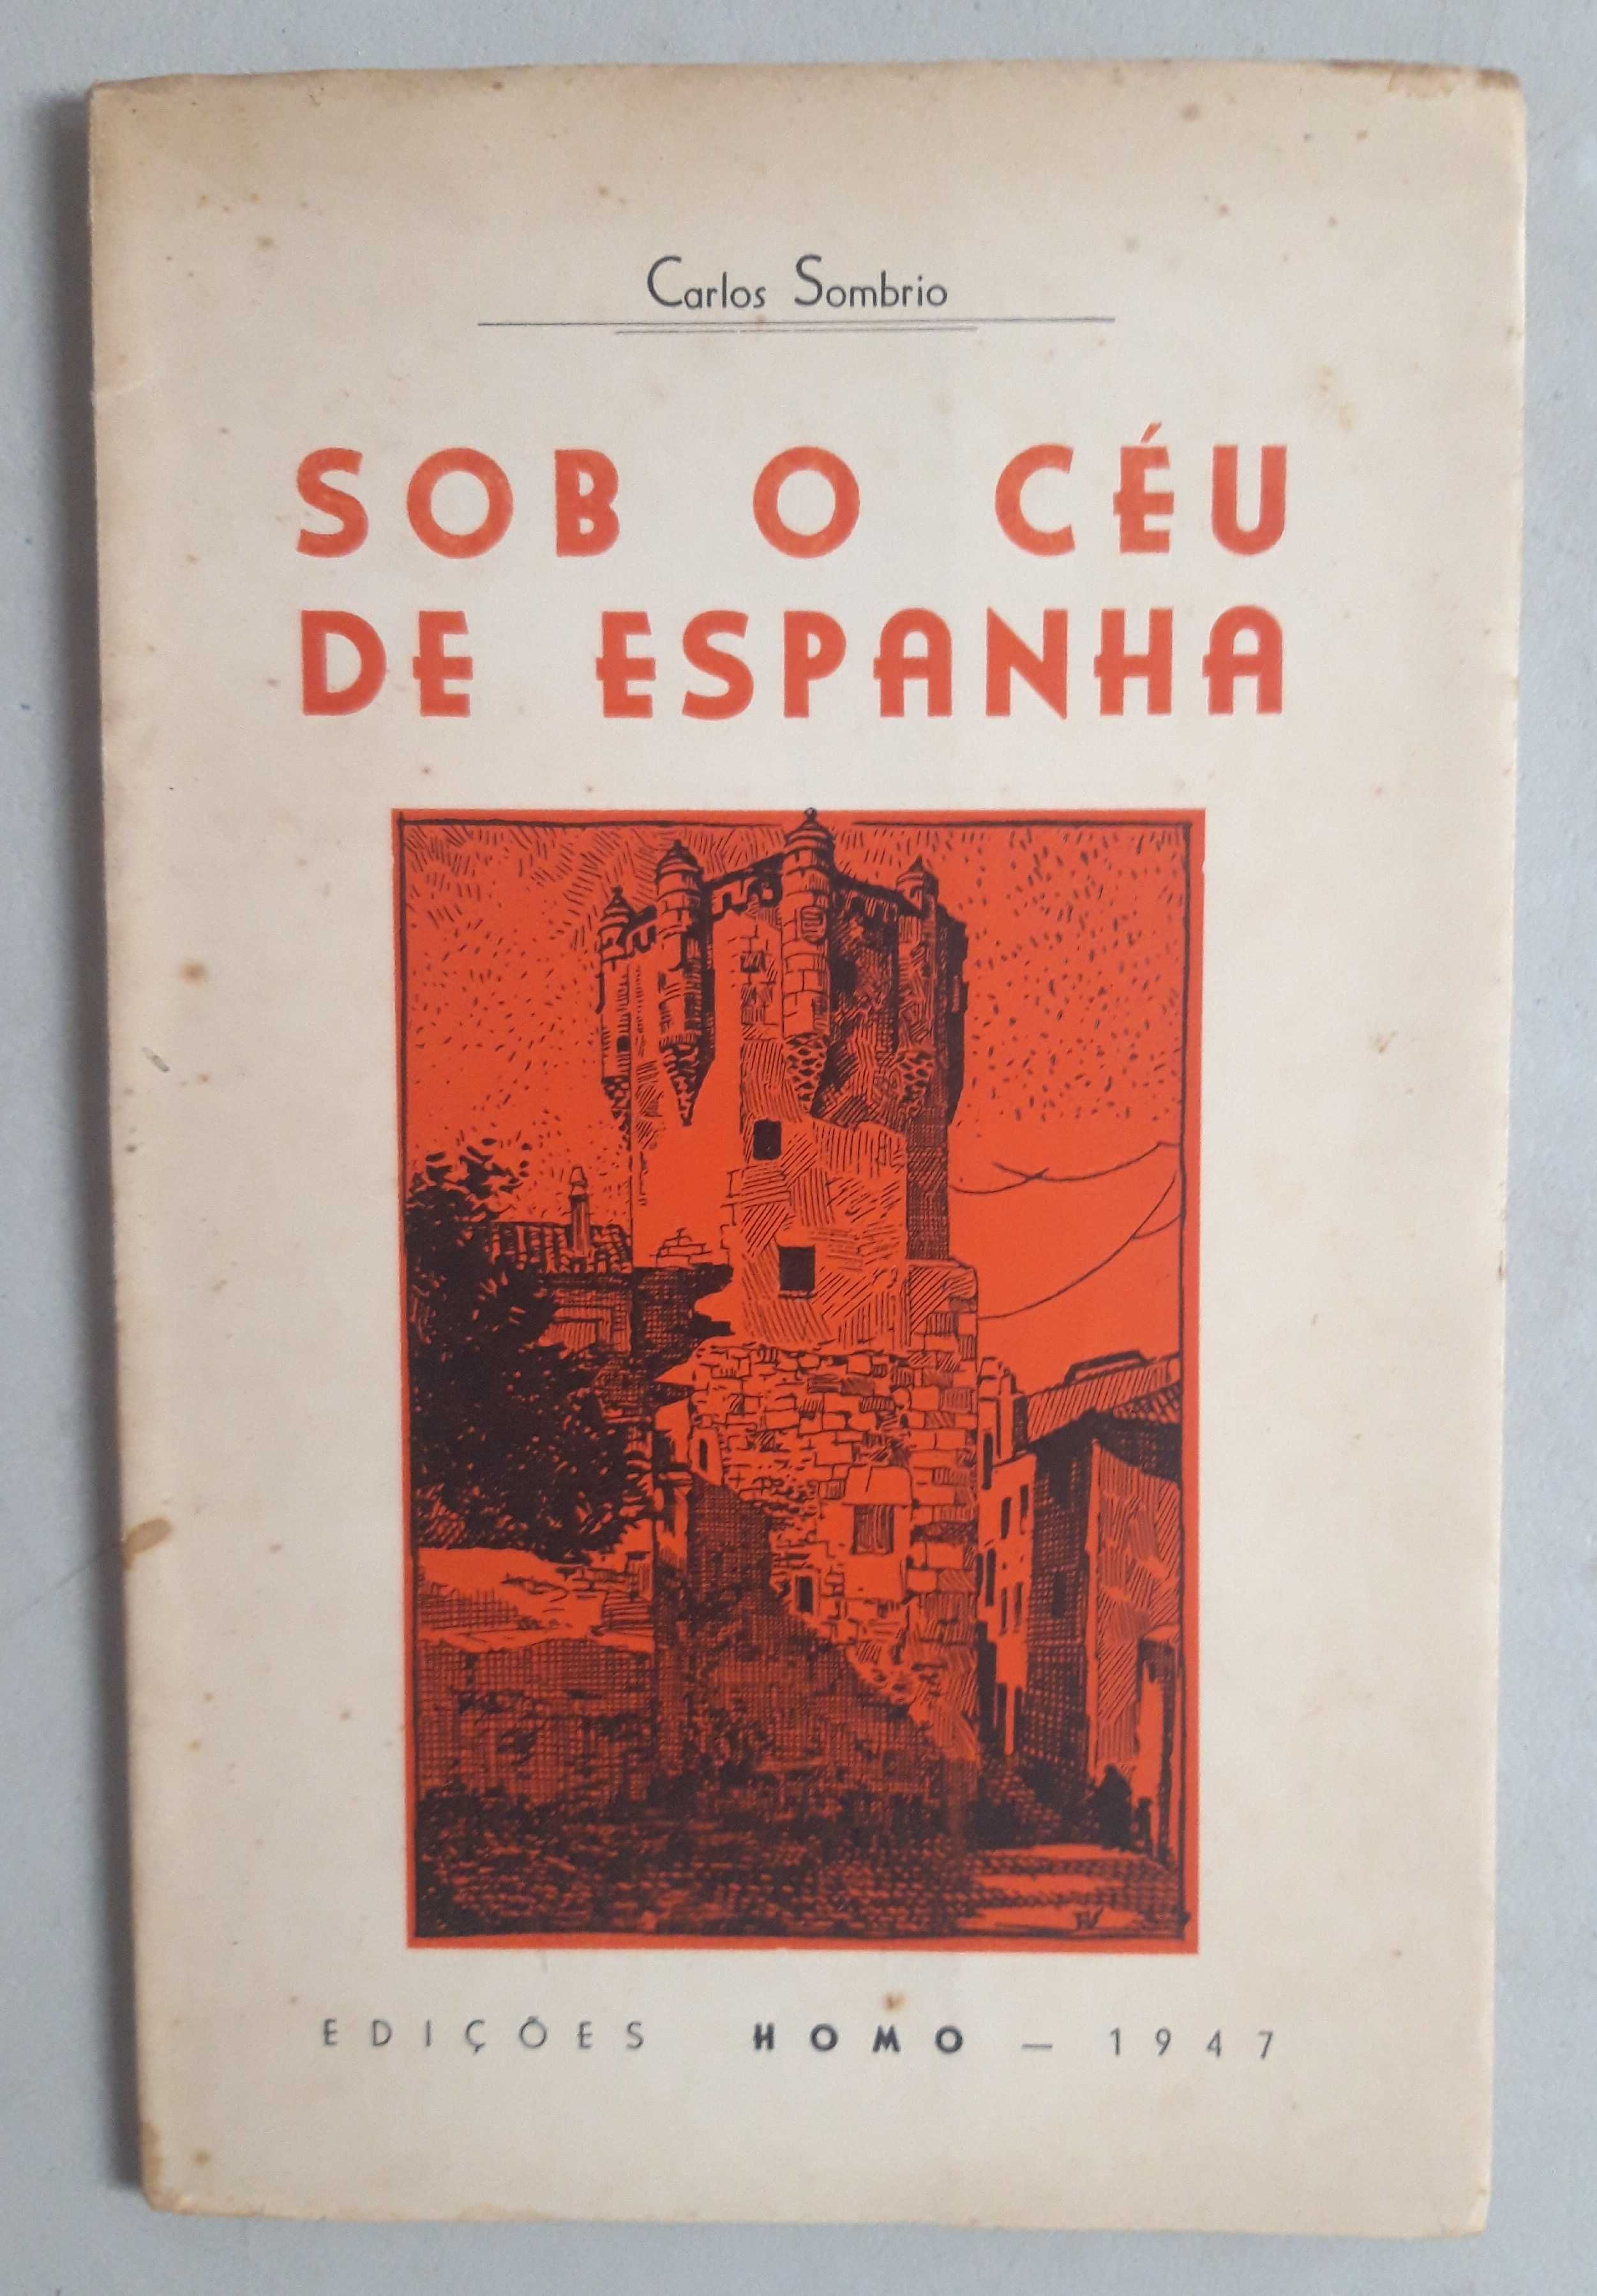 Carlos Sombrio
SOB O CÉU
DE ESPANHA
EDIÇÕES HOMO — 1947